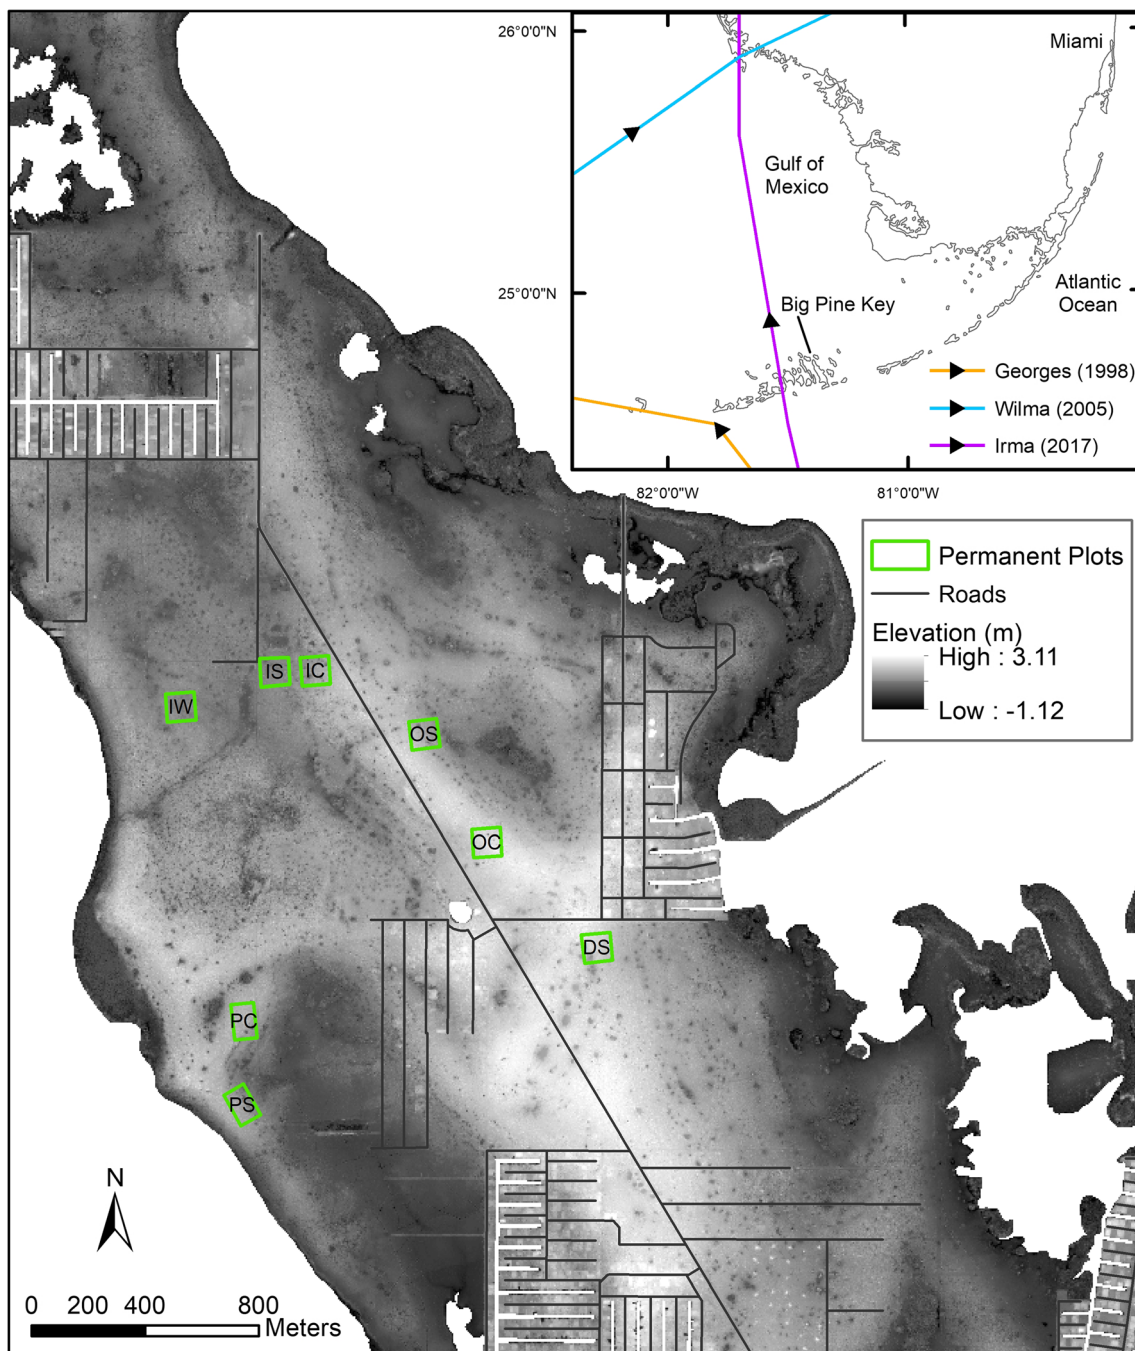 26°0'0"N
Miami
Gulf of
Mexico
25°0'0"N
Big Pine Key
Atlantic
Ocean
Georges (1998)
Wilma (2005)
Irma (2017)
82°0'0"W
81°0'0"W
Permanent Plots
Roads
Elevation (m)
High : 3.11
Low : -1.12
IS
IC
IW
OS
OC
DS
PC
PS
N
0 200 400 800
Meters